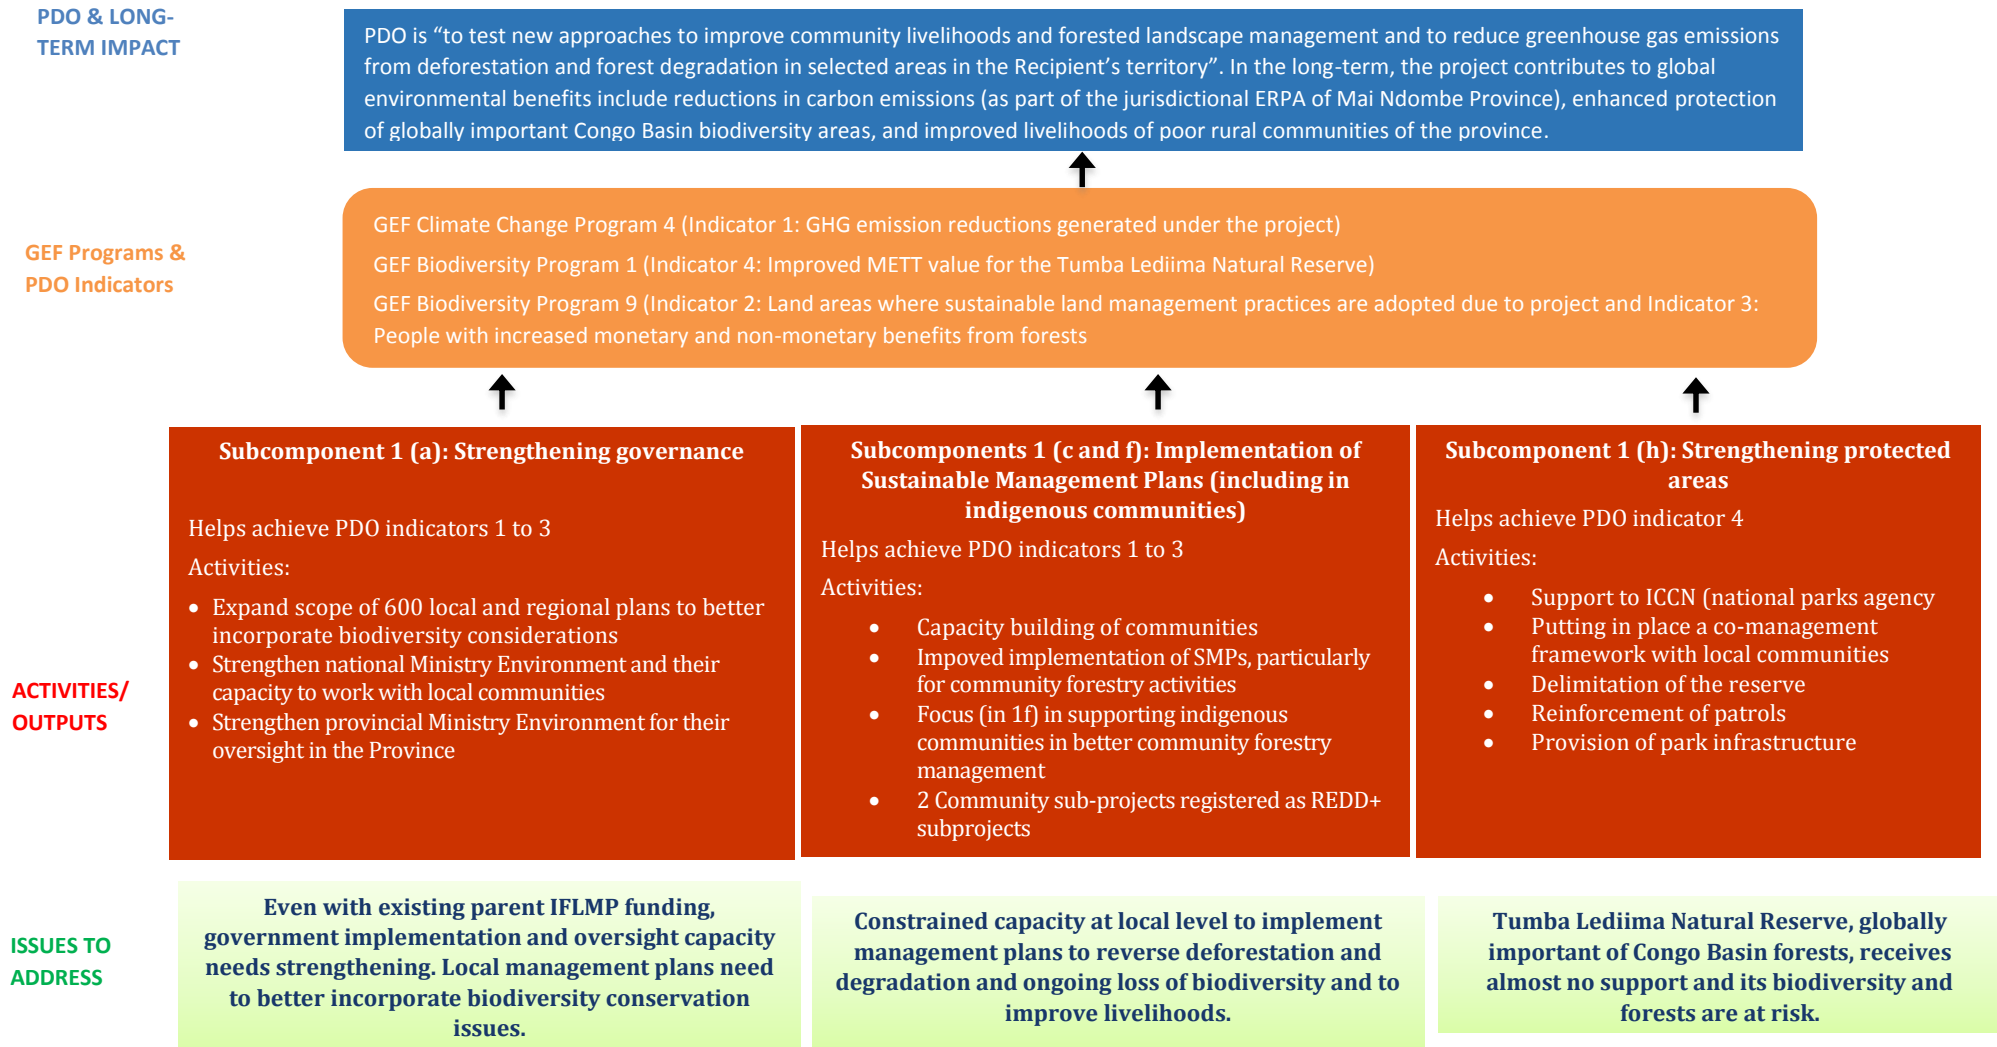 PDO & LONG-
TERM IMPACT
PDO is “to test new approaches to improve community livelihoods and forested landscape management and to reduce greenhouse gas emissions
from deforestation and forest degradation in selected areas in the Recipient’s territory”. In the long-term, the project contributes to global
environmental benefits include reductions in carbon emissions (as part of the jurisdictional ERPA of Mai Ndombe Province), enhanced protection
of globally important Congo Basin biodiversity areas, and improved livelihoods of poor rural communities of the province.
GEF Programs &
PDO Indicators
GEF Climate Change Program 4 (Indicator 1: GHG emission reductions generated under the project)
GEF Biodiversity Program 1 (Indicator 4: Improved METT value for the Tumba Lediima Natural Reserve)
GEF Biodiversity Program 9 (Indicator 2: Land areas where sustainable land management practices are adopted due to project and Indicator 3:
People with increased monetary and non-monetary benefits from forests
ACTIVITIES/
OUTPUTS
Subcomponent 1 (a): Strengthening governance
Helps achieve PDO indicators 1 to 3
Activities:
• Expand scope of 600 local and regional plans to better
incorporate biodiversity considerations
• Strengthen national Ministry Environment and their
capacity to work with local communities
• Strengthen provincial Ministry Environment for their
oversight in the Province
Subcomponents 1 (c and f): Implementation of
Sustainable Management Plans (including in
indigenous communities)
Helps achieve PDO indicators 1 to 3
Activities:
• Capacity building of communities
• Impoved implementation of SMPs, particularly
for community forestry activities
• Focus (in 1f) in supporting indigenous
communities in better community forestry
management
• 2 Community sub-projects registered as REDD+
subprojects
Subcomponent 1 (h): Strengthening protected
areas
Helps achieve PDO indicator 4
Activities:
• Support to ICCN (national parks agency
• Putting in place a co-management
framework with local communities
• Delimitation of the reserve
• Reinforcement of patrols
• Provision of park infrastructure
ISSUES TO
ADDRESS
Even with existing parent IFLMP funding,
government implementation and oversight capacity
needs strengthening. Local management plans need
to better incorporate biodiversity conservation
issues.
Constrained capacity at local level to implement
management plans to reverse deforestation and
degradation and ongoing loss of biodiversity and to
improve livelihoods.
Tumba Lediima Natural Reserve, globally
important of Congo Basin forests, receives
almost no support and its biodiversity and
forests are at risk.